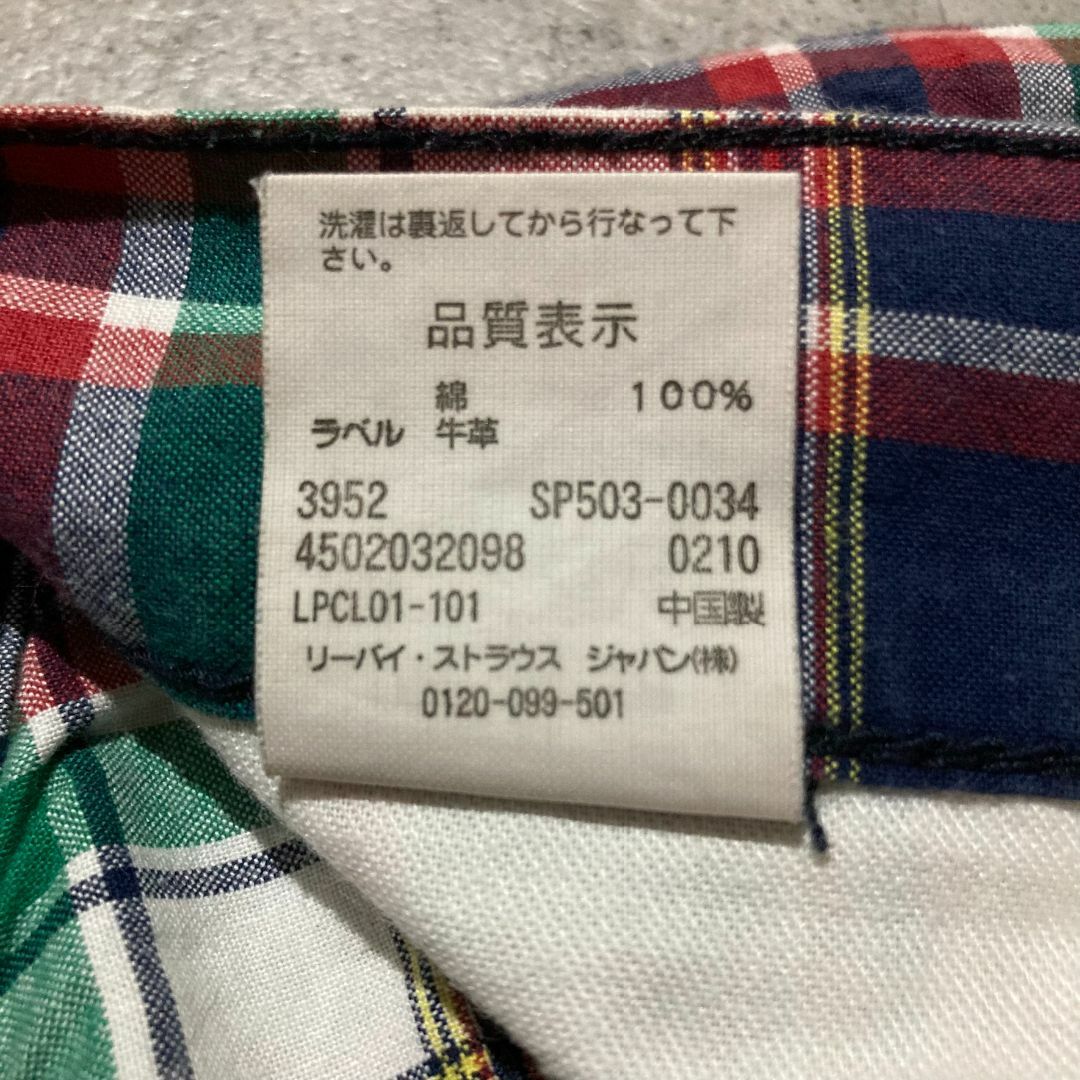 洗濯は裏返してから行なって下
さい。
品質表示
綿 100%
ラベル 牛革
3952 SP503-0034
4502032098 0210
LPCL01-101 中国製
リーバイ・ストラウス ジャパン(株)
0120-099-501